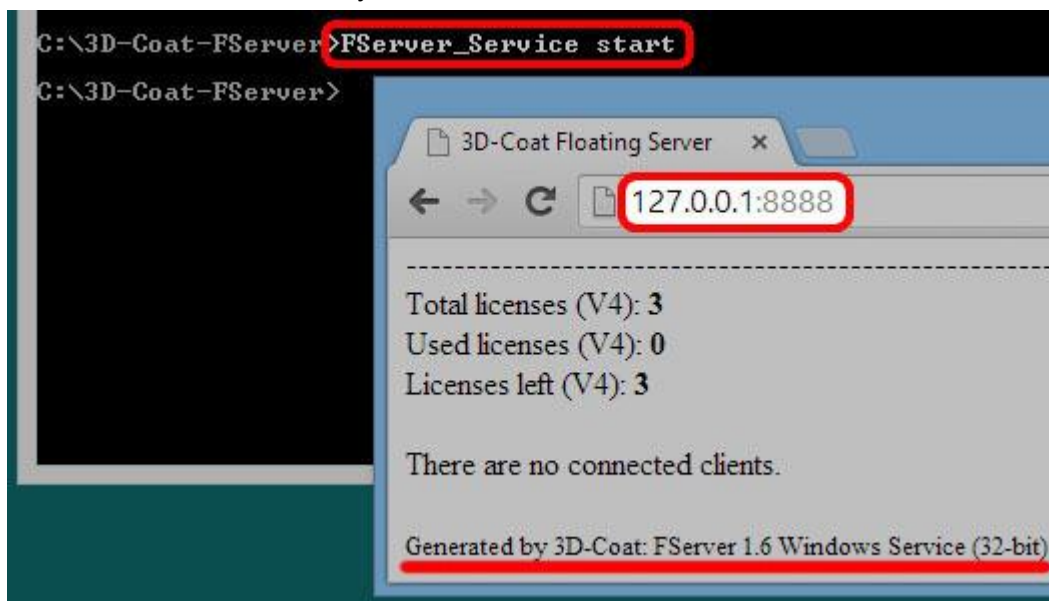 C:\3D-Coat-FServer>FServer_Service start
C:\3D-Coat-FServer>
3D-Coat Floating Server ×
127.0.0.1:8888
--------------------------------------------------------
Total licenses (V4): 3
Used licenses (V4): 0
Licenses left (V4): 3
There are no connected clients.
Generated by 3D-Coat: FServer 1.6 Windows Service (32-bit)